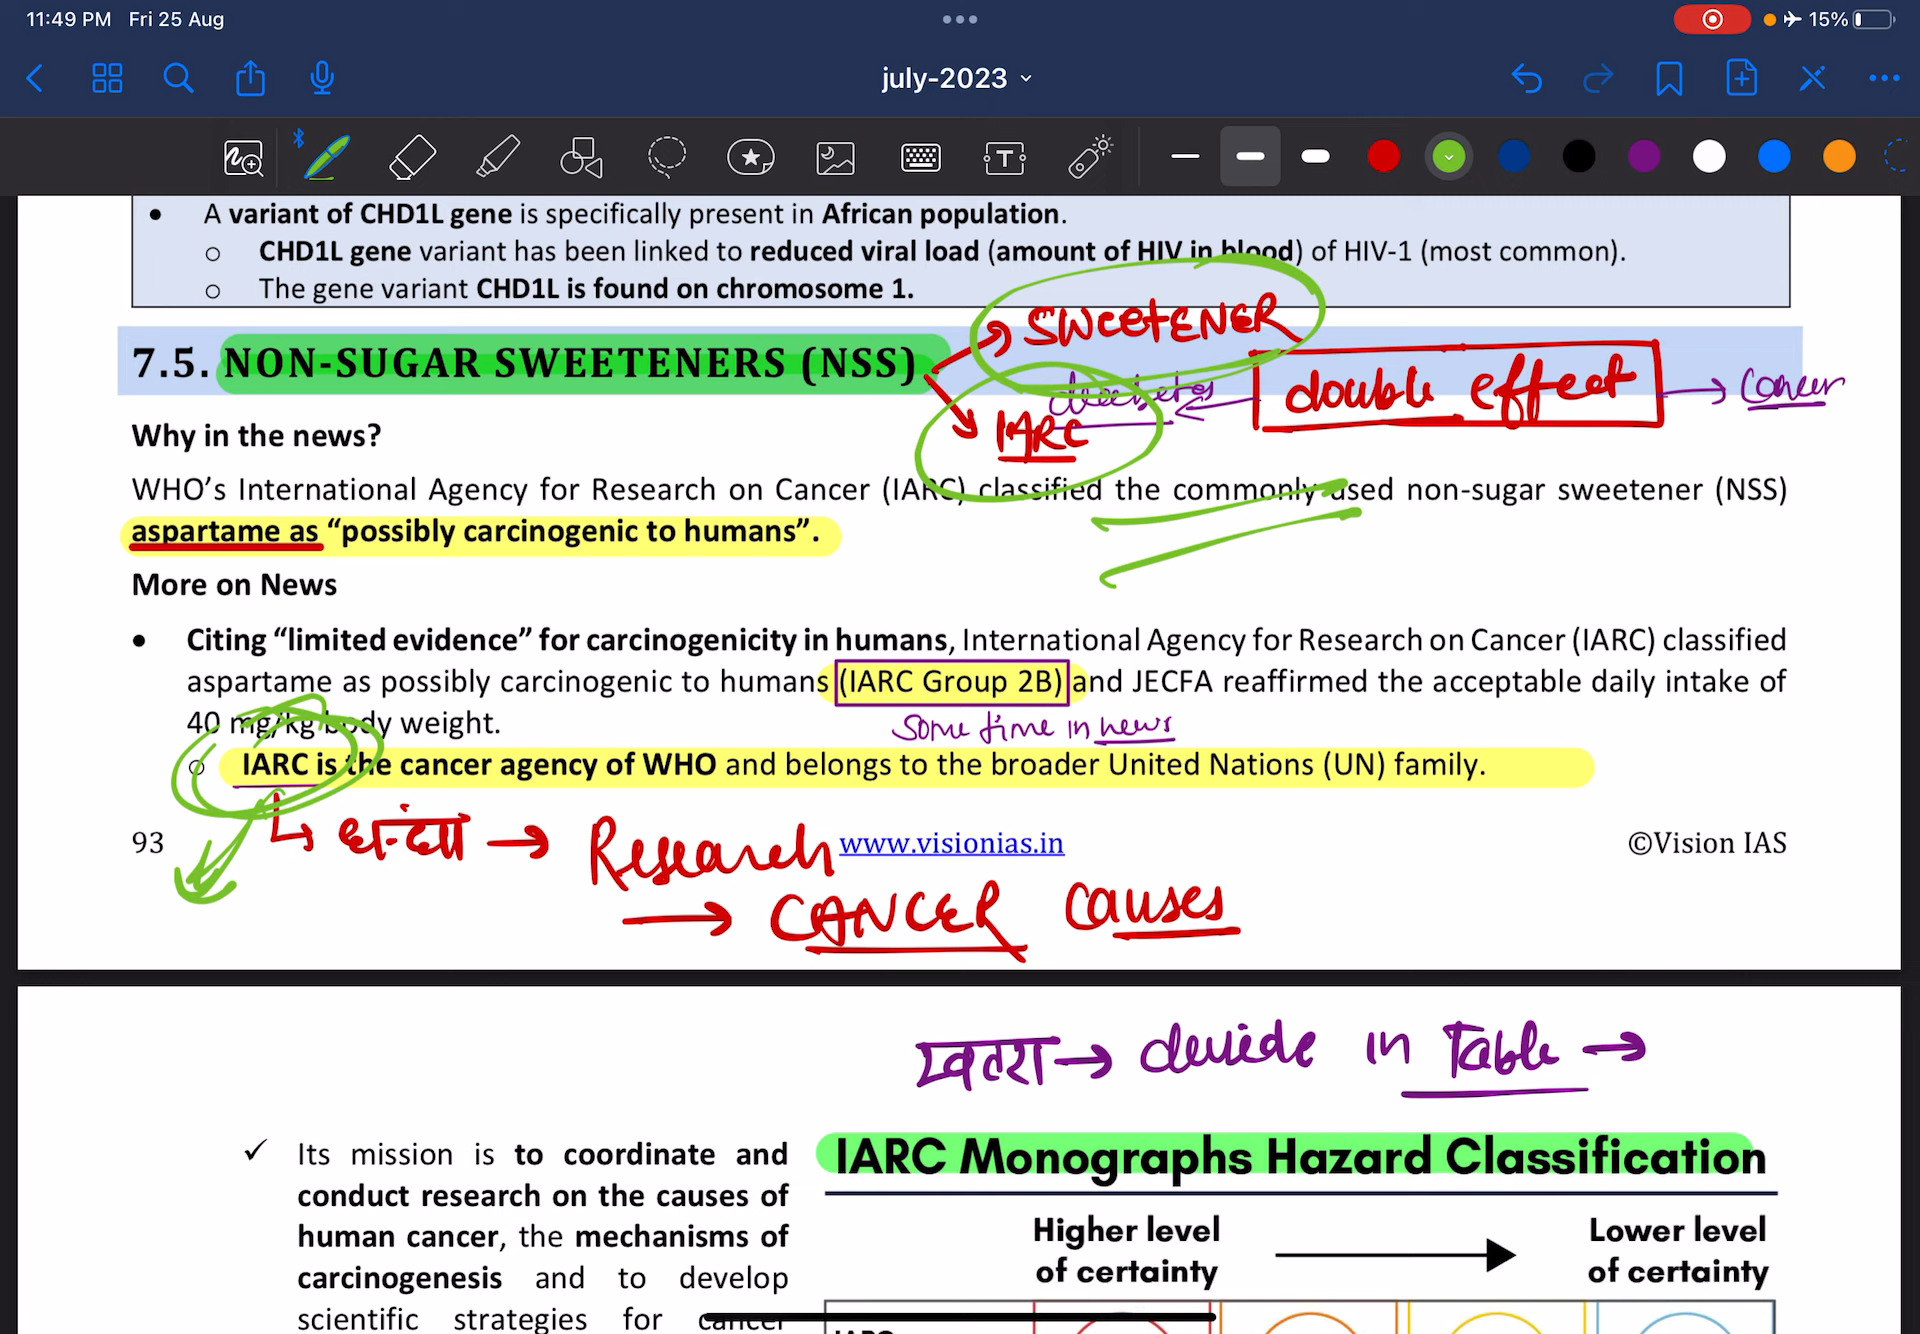 11:49 PM Fri 25 Aug
15%
july-2023
• A variant of CHD1L gene is specifically present in African population.
o CHD1L gene variant has been linked to reduced viral load (amount of HIV in blood) of HIV-1 (most common).
o The gene variant CHD1L is found on chromosome 1.
SWEETENER
7.5. NON-SUGAR SWEETENERS (NSS)
diabetes double effect → Cancer
IARC
Why in the news?
WHO’s International Agency for Research on Cancer (IARC) classified the commonly used non-sugar sweetener (NSS)
aspartame as “possibly carcinogenic to humans”.
More on News
• Citing “limited evidence” for carcinogenicity in humans, International Agency for Research on Cancer (IARC) classified
aspartame as possibly carcinogenic to humans (IARC Group 2B) and JECFA reaffirmed the acceptable daily intake of
40 mg/kg body weight.
Some time in news
o IARC is the cancer agency of WHO and belongs to the broader United Nations (UN) family.
↳ धन्धा → Research
93 www.visionias.in ©Vision IAS
→ CANCER Causes
खतरा → devide in Table →
✓ Its mission is to coordinate and
conduct research on the causes of
human cancer, the mechanisms of
carcinogenesis and to develop
scientific strategies for cancer
IARC Monographs Hazard Classification
Higher level
of certainty
Lower level
of certainty